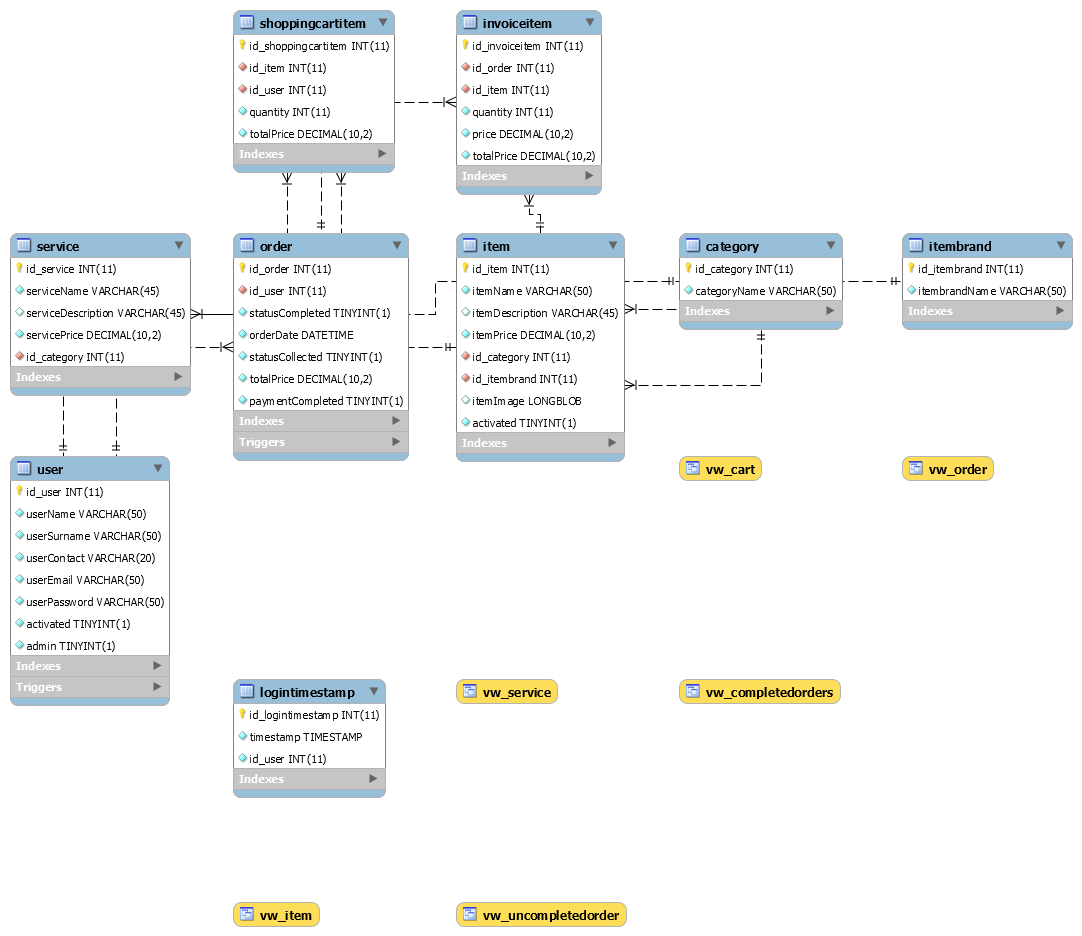 shoppingcartitem
id_shoppingcartitem INT(11)
id_item INT(11)
id_user INT(11)
quantity INT(11)
totalPrice DECIMAL(10,2)
Indexes
invoiceitem
id_invoiceitem INT(11)
id_order INT(11)
id_item INT(11)
quantity INT(11)
price DECIMAL(10,2)
totalPrice DECIMAL(10,2)
Indexes
service
id_service INT(11)
serviceName VARCHAR(45)
serviceDescription VARCHAR(45)
servicePrice DECIMAL(10,2)
id_category INT(11)
Indexes
order
id_order INT(11)
id_user INT(11)
statusCompleted TINYINT(1)
orderDate DATETIME
statusCollected TINYINT(1)
totalPrice DECIMAL(10,2)
paymentCompleted TINYINT(1)
Indexes
Triggers
item
id_item INT(11)
itemName VARCHAR(50)
itemDescription VARCHAR(45)
itemPrice DECIMAL(10,2)
id_category INT(11)
id_itembrand INT(11)
itemImage LONGBLOB
activated TINYINT(1)
Indexes
category
id_category INT(11)
categoryName VARCHAR(50)
Indexes
itembrand
id_itembrand INT(11)
itembrandName VARCHAR(50)
Indexes
user
id_user INT(11)
userName VARCHAR(50)
userSurname VARCHAR(50)
userContact VARCHAR(20)
userEmail VARCHAR(50)
userPassword VARCHAR(50)
activated TINYINT(1)
admin TINYINT(1)
Indexes
Triggers
vw_cart
vw_order
logintimestamp
id_logintimestamp INT(11)
timestamp TIMESTAMP
id_user INT(11)
Indexes
vw_service
vw_completedorders
vw_item
vw_uncompletedorder